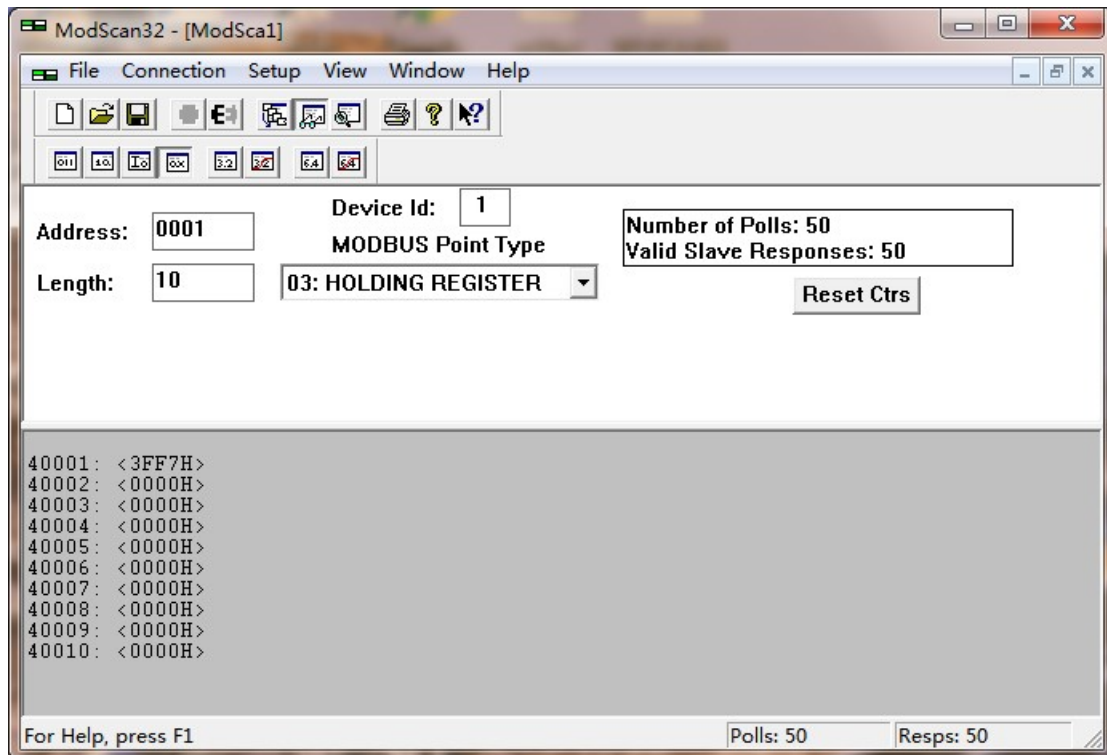 ModScan32 - [ModSca1]
File Connection Setup View Window Help
Device Id: 1
Address: 0001
MODBUS Point Type
Length: 10
03: HOLDING REGISTER
Number of Polls: 50
Valid Slave Responses: 50
Reset Ctrs
40001: <3FF7H>
40002: <0000H>
40003: <0000H>
40004: <0000H>
40005: <0000H>
40006: <0000H>
40007: <0000H>
40008: <0000H>
40009: <0000H>
40010: <0000H>
For Help, press F1
Polls: 50
Resps: 50